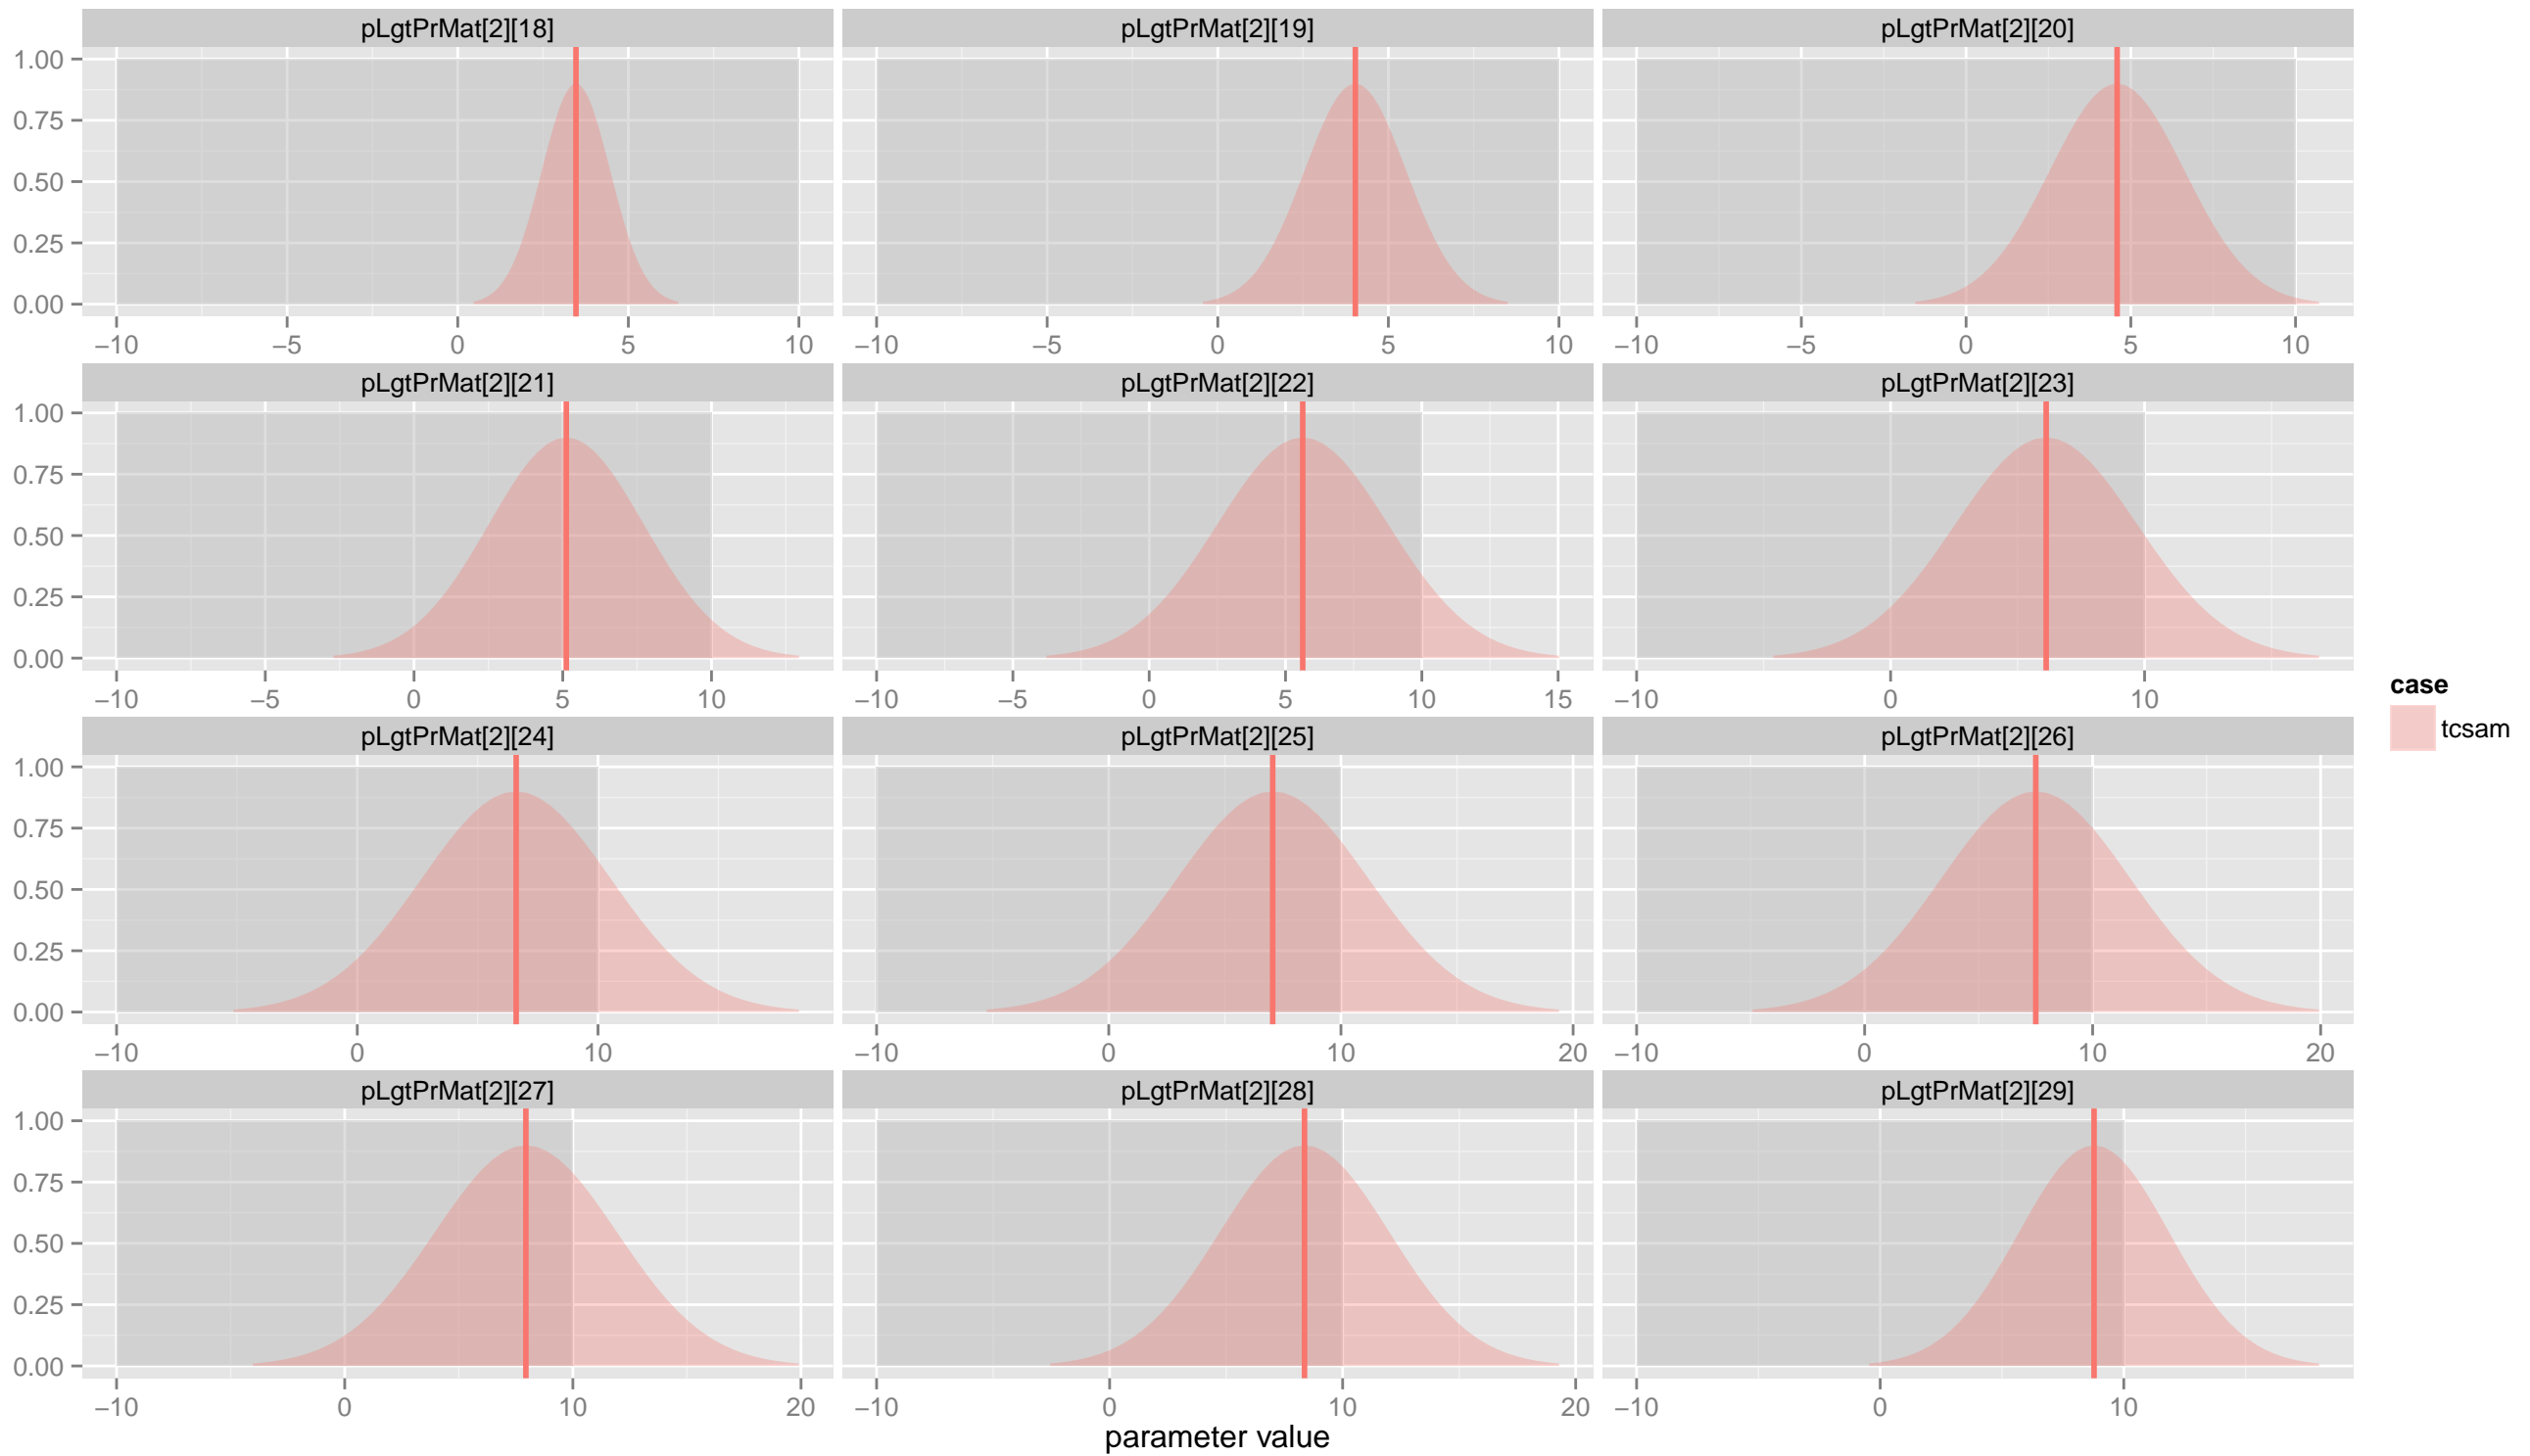 pLgtPrMat[2][18] pLgtPrMat[2][19] pLgtPrMat[2][20]
1.00
0.75
0.50
0.25
0.00
−10 −5 0 5 10 −10 −5 0 5 10 −10 −5 0 5 10
pLgtPrMat[2][21] pLgtPrMat[2][22] pLgtPrMat[2][23]
1.00
0.75
0.50
0.25
0.00
−10 −5 0 5 10 −10 −5 0 5 10 15 −10 0 10
case
tcsam
pLgtPrMat[2][24] pLgtPrMat[2][25] pLgtPrMat[2][26]
1.00
0.75
0.50
0.25
0.00
−10 0 10 −10 0 10 20 −10 0 10 20
pLgtPrMat[2][27] pLgtPrMat[2][28] pLgtPrMat[2][29]
1.00
0.75
0.50
0.25
0.00
−10 0 10 20 −10 0 10 20 −10 0 10
parameter value